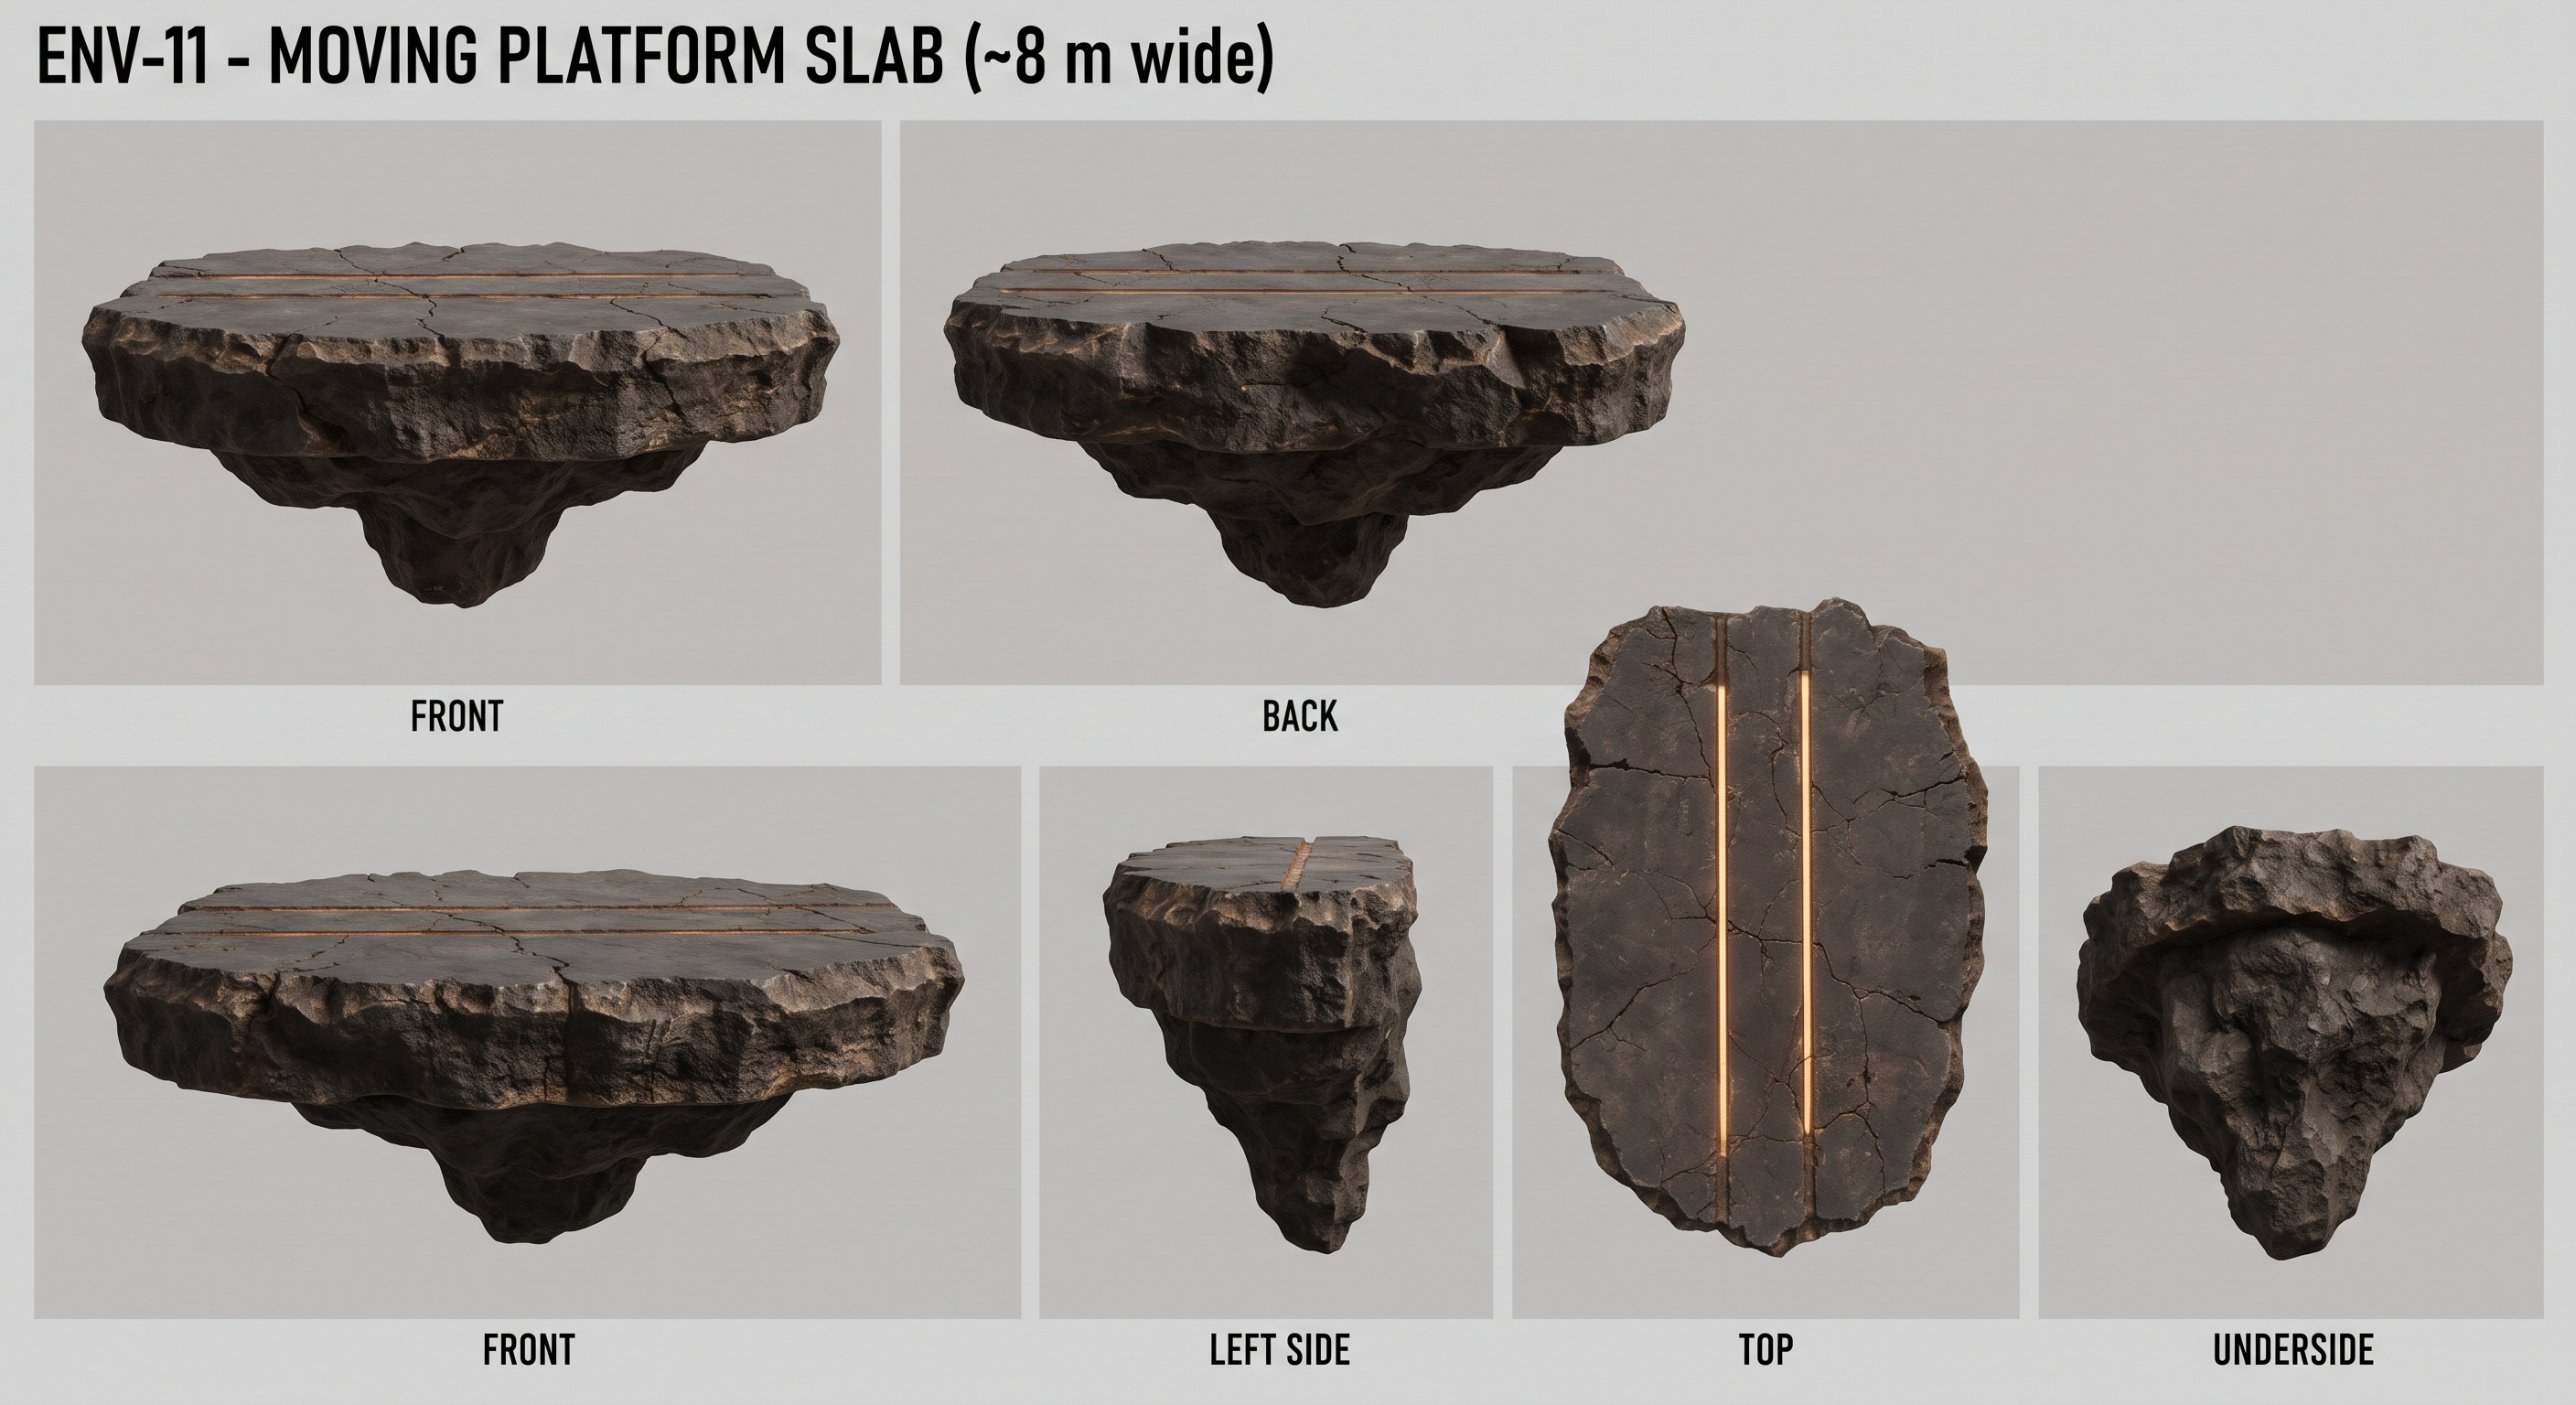 ENV-11 - MOVING PLATFORM SLAB (~8 m wide)
FRONT
BACK
FRONT
LEFT SIDE
TOP
UNDERSIDE